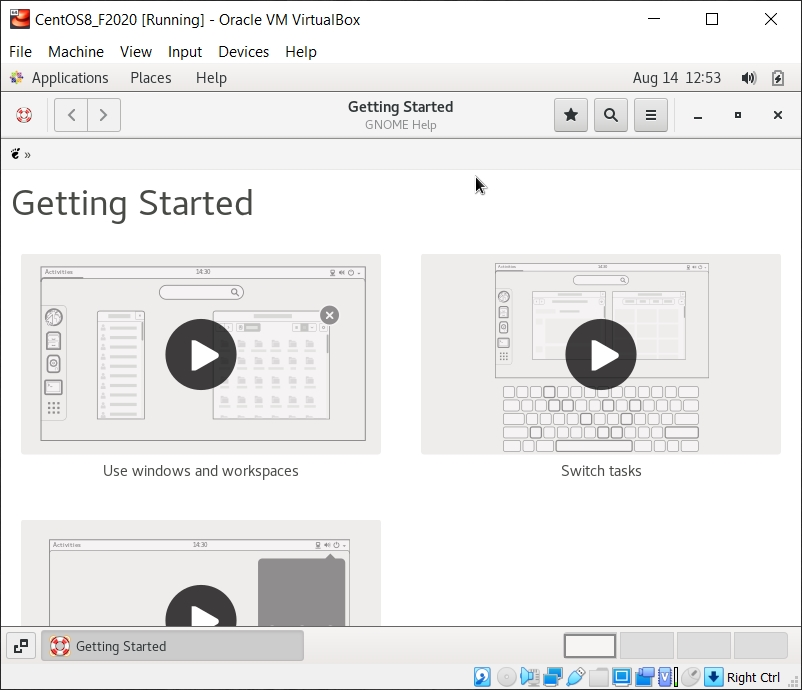 CentOS8_F2020 [Running] - Oracle VM VirtualBox
File Machine View Input Devices Help
Applications Places Help Aug 14 12:53
Getting Started
GNOME Help
»
Getting Started
Activities 14:30
Activities 14:30
Use windows and workspaces Switch tasks
Activities 14:30
Getting Started
Right Ctrl